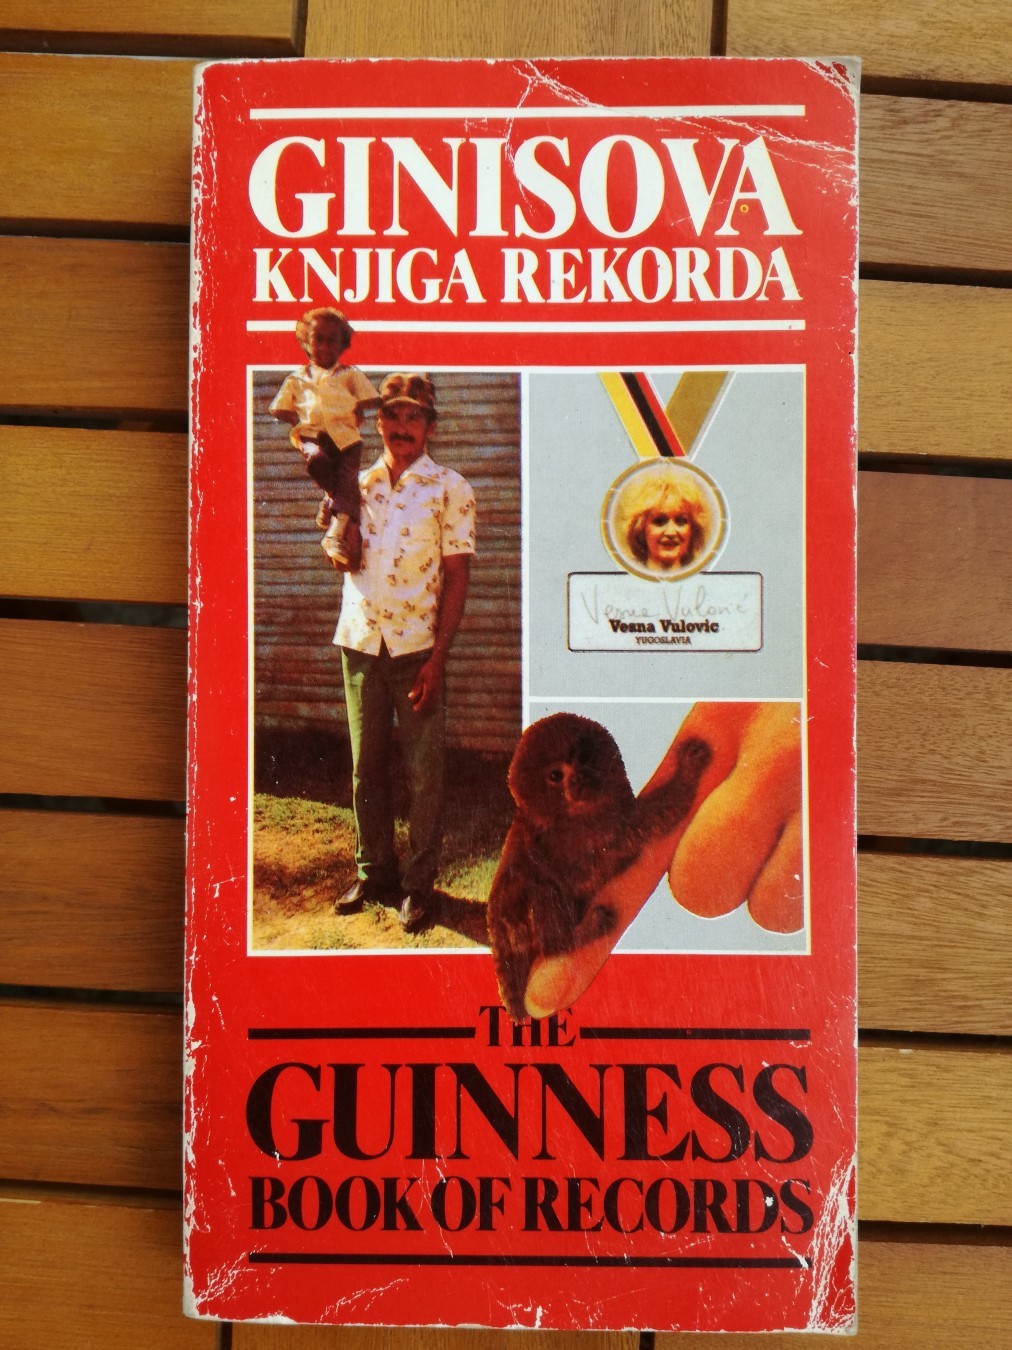 GINISOVA
KNJIGA REKORDA
Vesna Vulović
Vesna Vulovic
YUGOSLAVIA
THE
GUINNESS
BOOK OF RECORDS